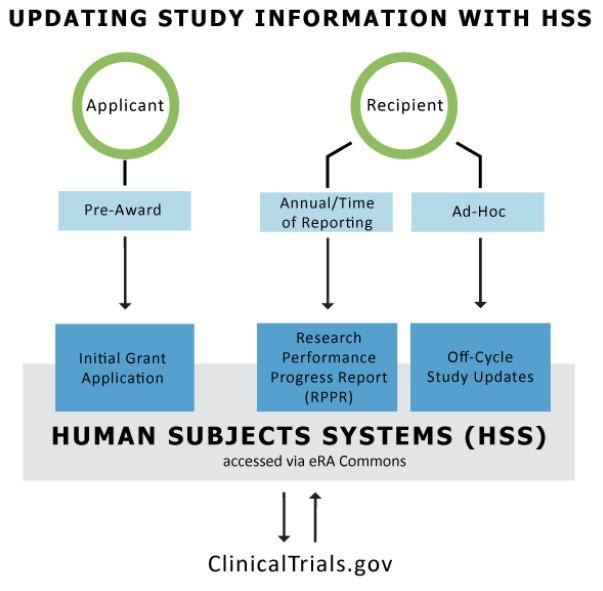 UPDATING STUDY INFORMATION WITH HSS
Applicant
Recipient
Pre-Award
Annual/Time
of Reporting
Ad-Hoc
Initial Grant
Application
Research
Performance
Progress Report
(RPPR)
Off-Cycle
Study Updates
HUMAN SUBJECTS SYSTEMS (HSS)
accessed via eRA Commons
ClinicalTrials.gov